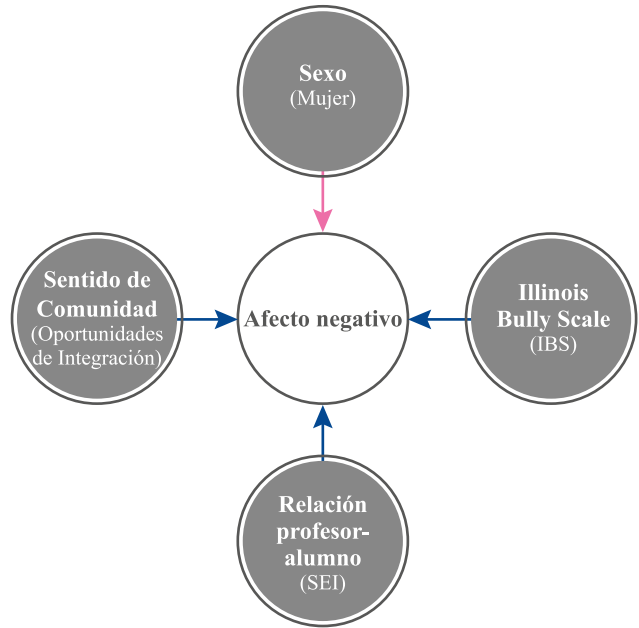 Sexo
(Mujer)
Sentido de
Comunidad
(Oportunidades
de Integración)
Afecto negativo
Illinois
Bully Scale
(IBS)
Relación
profesor-
alumno
(SEI)